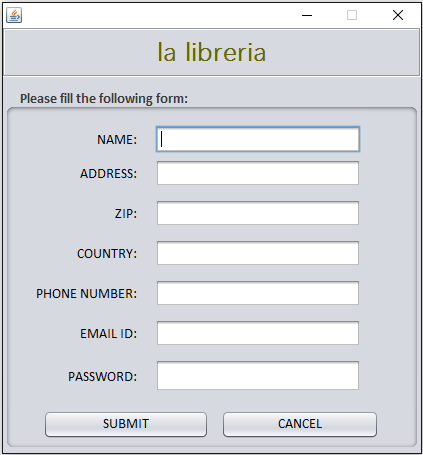 la libreria
Please fill the following form:
NAME:
ADDRESS:
ZIP:
COUNTRY:
PHONE NUMBER:
EMAIL ID:
PASSWORD:
SUBMIT CANCEL